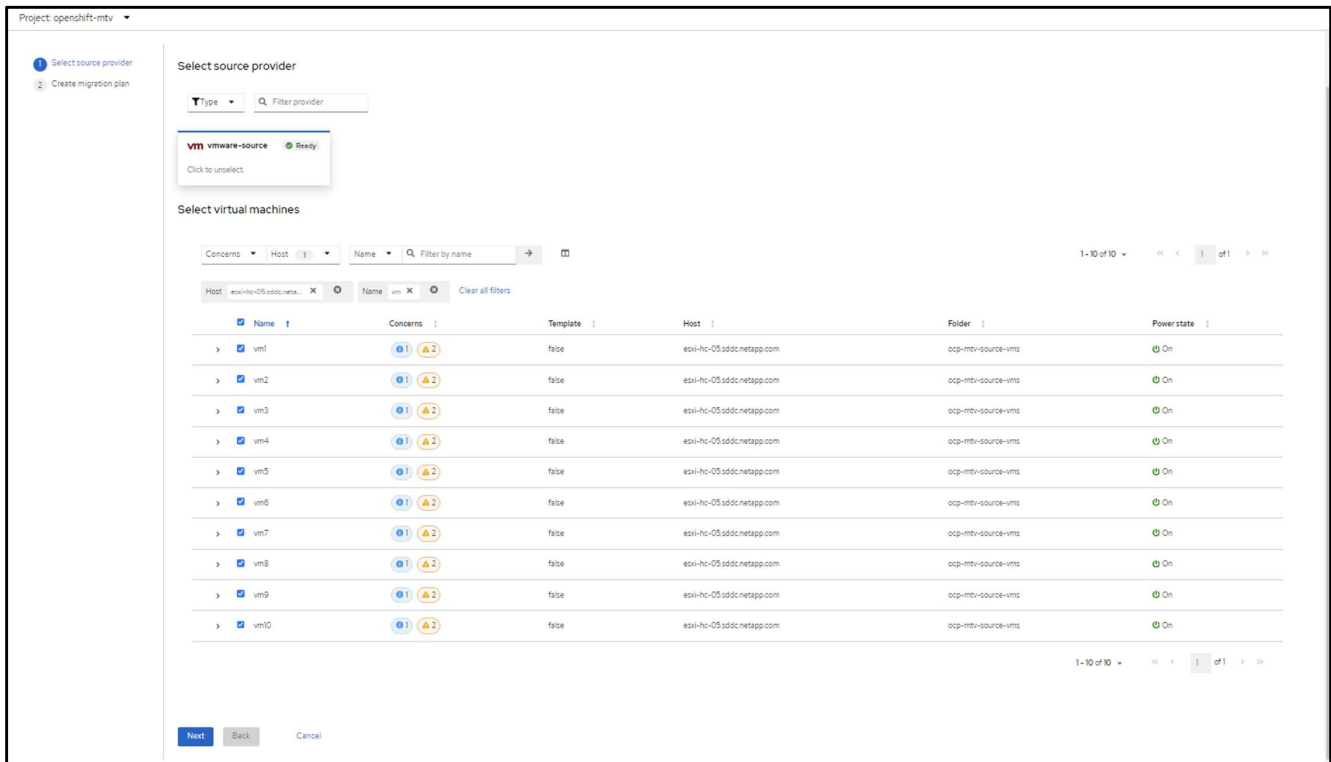 Project: openshift-mtv
1 Select source provider
2 Create migration plan
Select source provider
Type Filter provider
vm vmware-source Ready
Click to unselect.
Select virtual machines
Concerns Host 1 Name Filter by name 1 - 10 of 10 1 of 1
Host esxi-hc-05.sddc.neta... Name vm Clear all filters
Name Concerns Template Host Folder Power state
vm1 1 2 false esxi-hc-05.sddc.netapp.com ocp-mtv-source-vms On
vm2 1 2 false esxi-hc-05.sddc.netapp.com ocp-mtv-source-vms On
vm3 1 2 false esxi-hc-05.sddc.netapp.com ocp-mtv-source-vms On
vm4 1 2 false esxi-hc-05.sddc.netapp.com ocp-mtv-source-vms On
vm5 1 2 false esxi-hc-05.sddc.netapp.com ocp-mtv-source-vms On
vm6 1 2 false esxi-hc-05.sddc.netapp.com ocp-mtv-source-vms On
vm7 1 2 false esxi-hc-05.sddc.netapp.com ocp-mtv-source-vms On
vm8 1 2 false esxi-hc-05.sddc.netapp.com ocp-mtv-source-vms On
vm9 1 2 false esxi-hc-05.sddc.netapp.com ocp-mtv-source-vms On
vm10 1 2 false esxi-hc-05.sddc.netapp.com ocp-mtv-source-vms On
1 - 10 of 10 1 of 1
Next Back Cancel